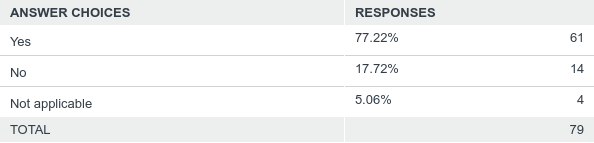 ANSWER CHOICES RESPONSES
Yes 77.22% 61
No 17.72% 14
Not applicable 5.06% 4
TOTAL 79